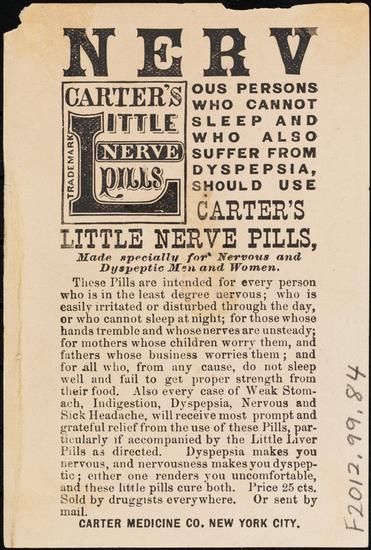 NERV
OUS PERSONS
WHO CANNOT
SLEEP AND
WHO ALSO
SUFFER FROM
DYSPEPSIA,
SHOULD USE
CARTER'S
LITTLE
NERVE
PILLS
TRADEMARK
CARTER'S
LITTLE NERVE PILLS,
Made specially for Nervous and
Dyspeptic Men and Women.
These Pills are intended for every person
who is in the least degree nervous; who is
easily irritated or disturbed through the day,
or who cannot sleep at night; for those whose
hands tremble and whose nerves are unsteady;
for mothers whose children worry them, and
fathers whose business worries them; and
for all who, from any cause, do not sleep
well and fail to get proper strength from
their food. Also every case of Weak Stom-
ach, Indigestion, Dyspepsia, Nervous and
Sick Headache, will receive most prompt and
grateful relief from the use of these Pills, par-
ticularly if accompanied by the Little Liver
Pills as directed. Dyspepsia makes you
nervous, and nervousness makes you dyspep-
tic; either one renders you uncomfortable,
and these little pills cure both. Price 25 cts.
Sold by druggists everywhere. Or sent by
mail.
CARTER MEDICINE CO. NEW YORK CITY.
F2012.99.84